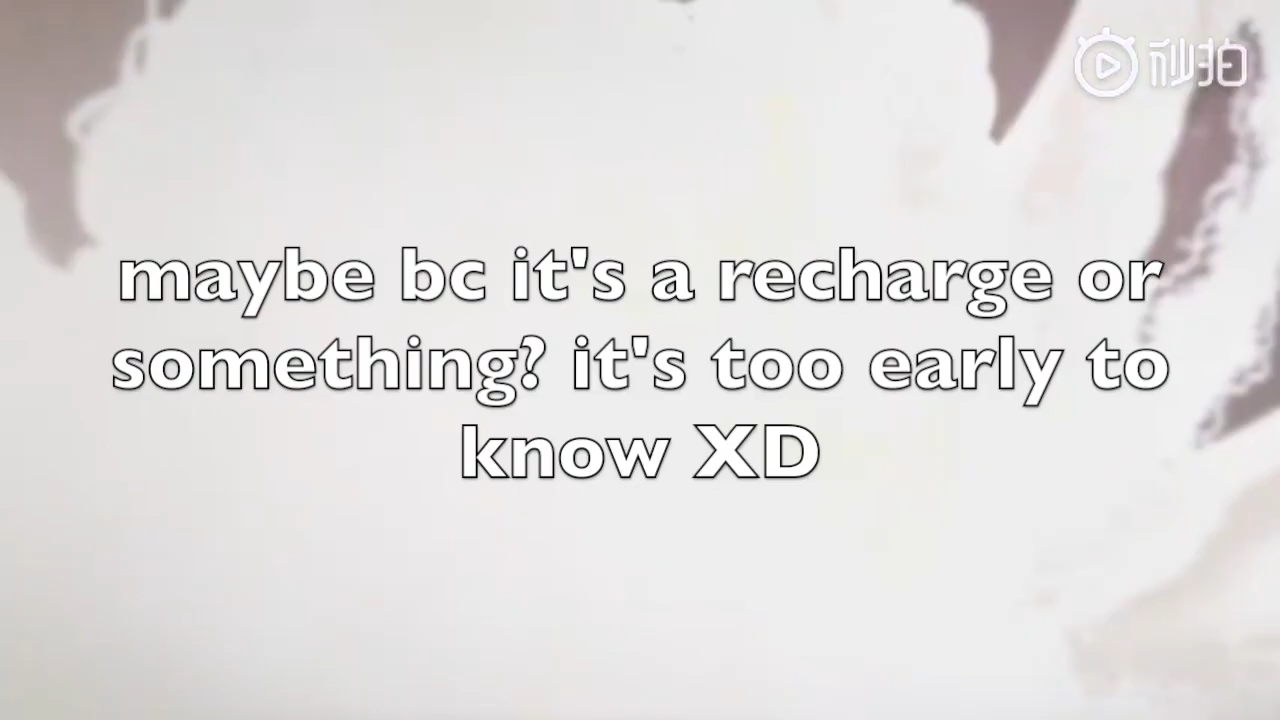 秒拍
maybe bc it's a recharge or
something? it's too early to
know XD